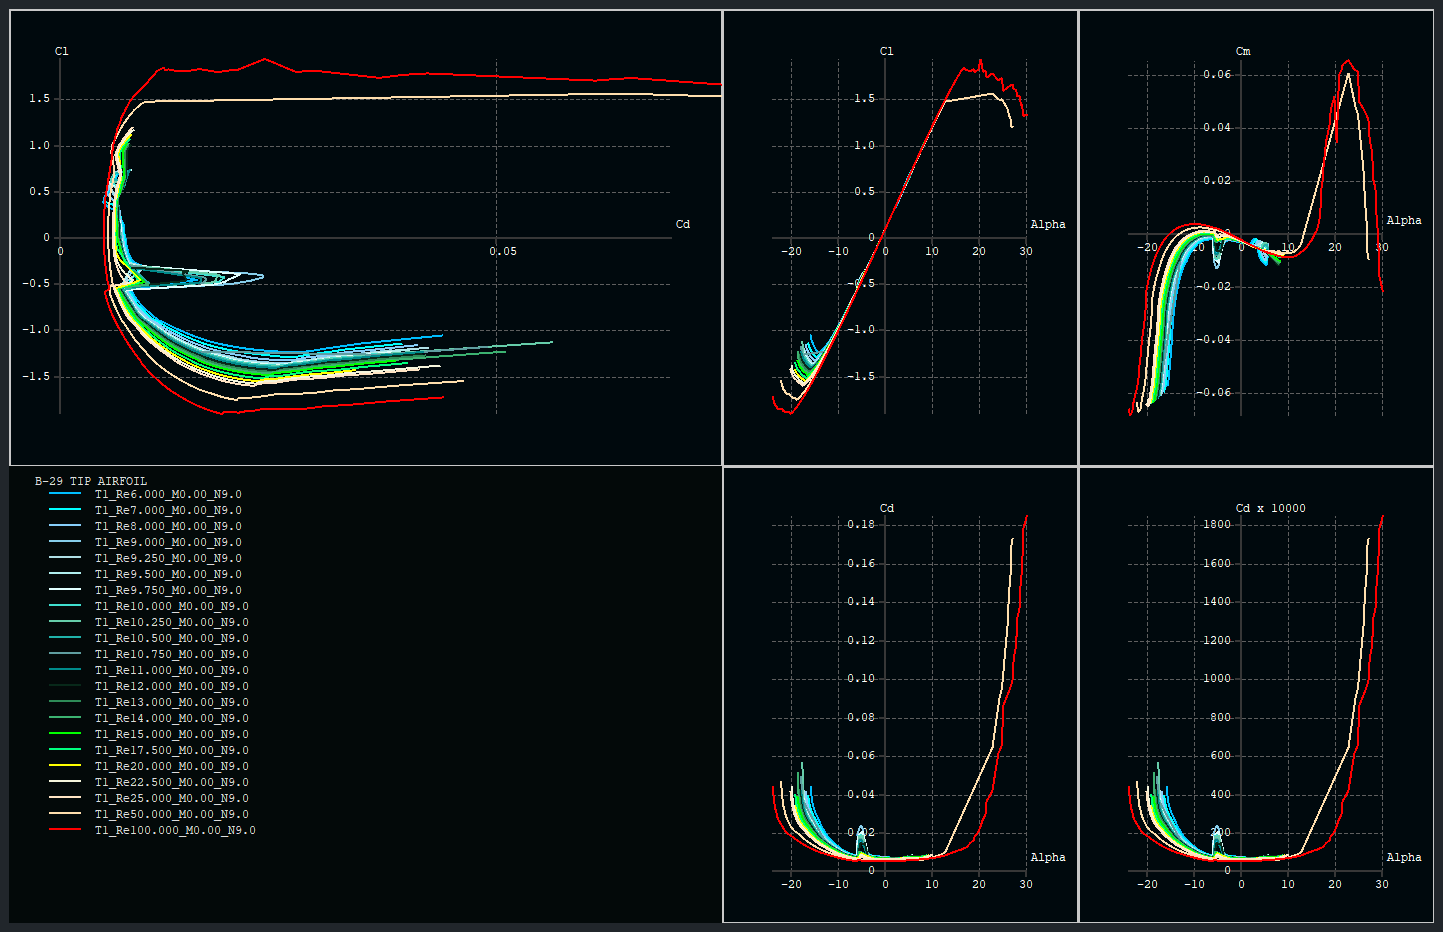 Cl
1.5
1.0
0.5
0
-0.5
-1.0
-1.5
0
0.05
Cd
Cl
1.5
1.0
0.5
0
-0.5
-1.0
-1.5
-20
-10
0
10
20
30
Alpha
Cm
0.06
0.04
0.02
-0.02
-0.04
-0.06
-20
-10
0
10
20
30
Alpha
B-29 TIP AIRFOIL
T1_Re6.000_M0.00_N9.0
T1_Re7.000_M0.00_N9.0
T1_Re8.000_M0.00_N9.0
T1_Re9.000_M0.00_N9.0
T1_Re9.250_M0.00_N9.0
T1_Re9.500_M0.00_N9.0
T1_Re9.750_M0.00_N9.0
T1_Re10.000_M0.00_N9.0
T1_Re10.250_M0.00_N9.0
T1_Re10.500_M0.00_N9.0
T1_Re10.750_M0.00_N9.0
T1_Re11.000_M0.00_N9.0
T1_Re12.000_M0.00_N9.0
T1_Re13.000_M0.00_N9.0
T1_Re14.000_M0.00_N9.0
T1_Re15.000_M0.00_N9.0
T1_Re17.500_M0.00_N9.0
T1_Re20.000_M0.00_N9.0
T1_Re22.500_M0.00_N9.0
T1_Re25.000_M0.00_N9.0
T1_Re50.000_M0.00_N9.0
T1_Re100.000_M0.00_N9.0
Cd
0.18
0.16
0.14
0.12
0.10
0.08
0.06
0.04
0.02
0
-20
-10
0
10
20
30
Alpha
Cd x 10000
1800
1600
1400
1200
1000
800
600
400
200
0
-20
-10
0
10
20
30
Alpha